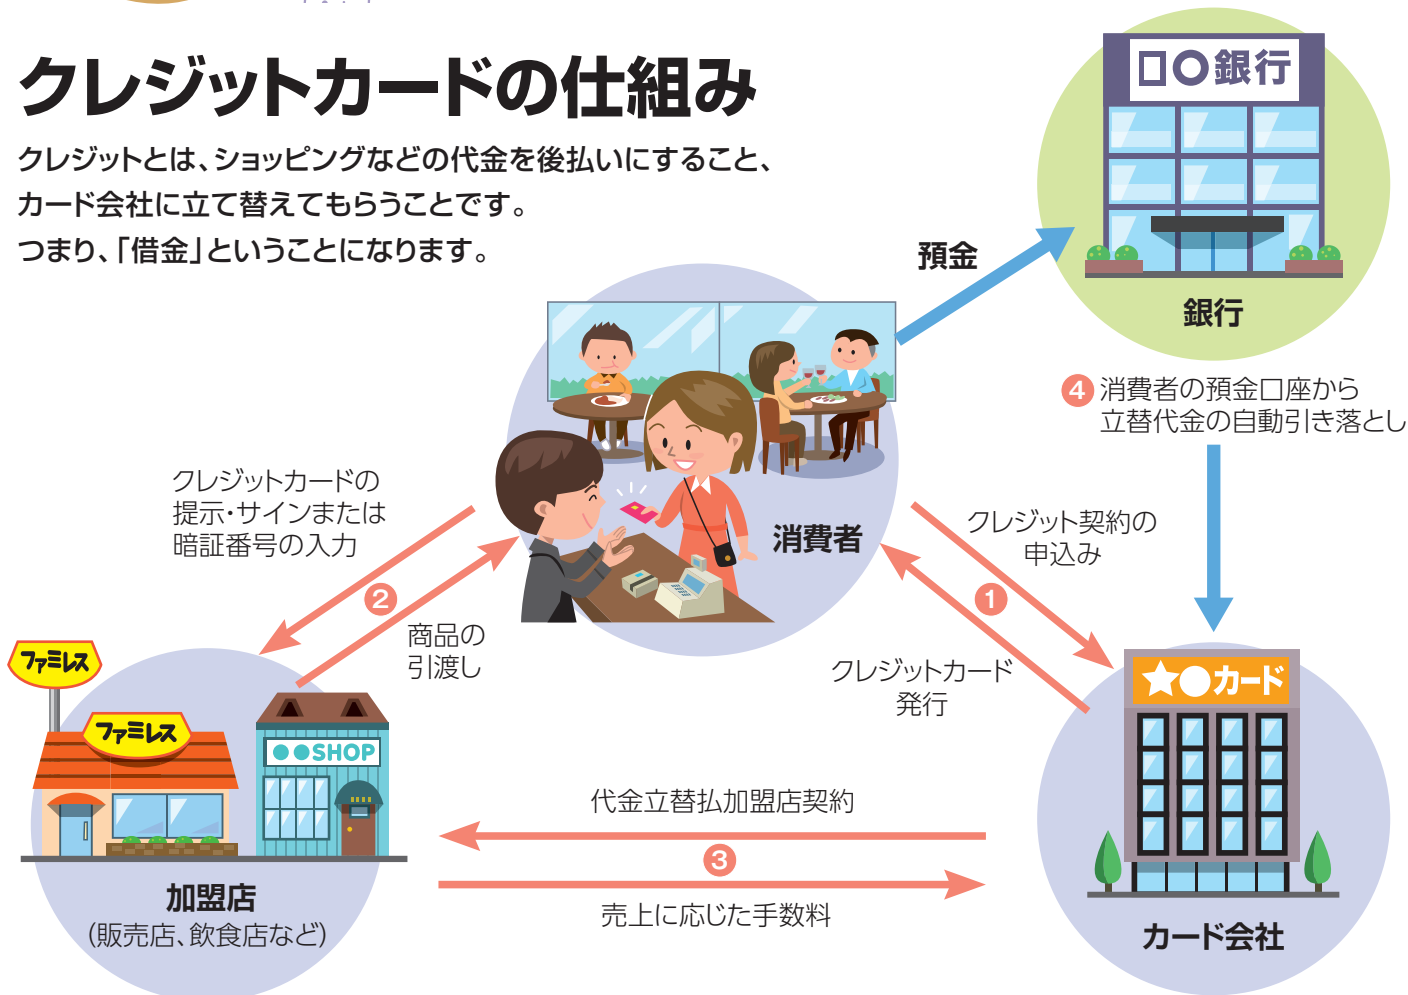 クレジットカードの仕組み
クレジットとは、ショッピングなどの代金を後払いにすること、
カード会社に立て替えてもらうことです。
つまり、「借金」ということになります。
□○銀行
預金
銀行
④消費者の預金口座から
立替代金の自動引き落とし
クレジットカードの
提示・サインまたは
暗証番号の入力
②
商品の
引渡し
消費者
クレジット契約の
申込み
①
クレジットカード
発行
ファミレス
ファミレス
●●SHOP
★●カード
代金立替払加盟店契約
③
売上に応じた手数料
加盟店
(販売店、飲食店など)
カード会社